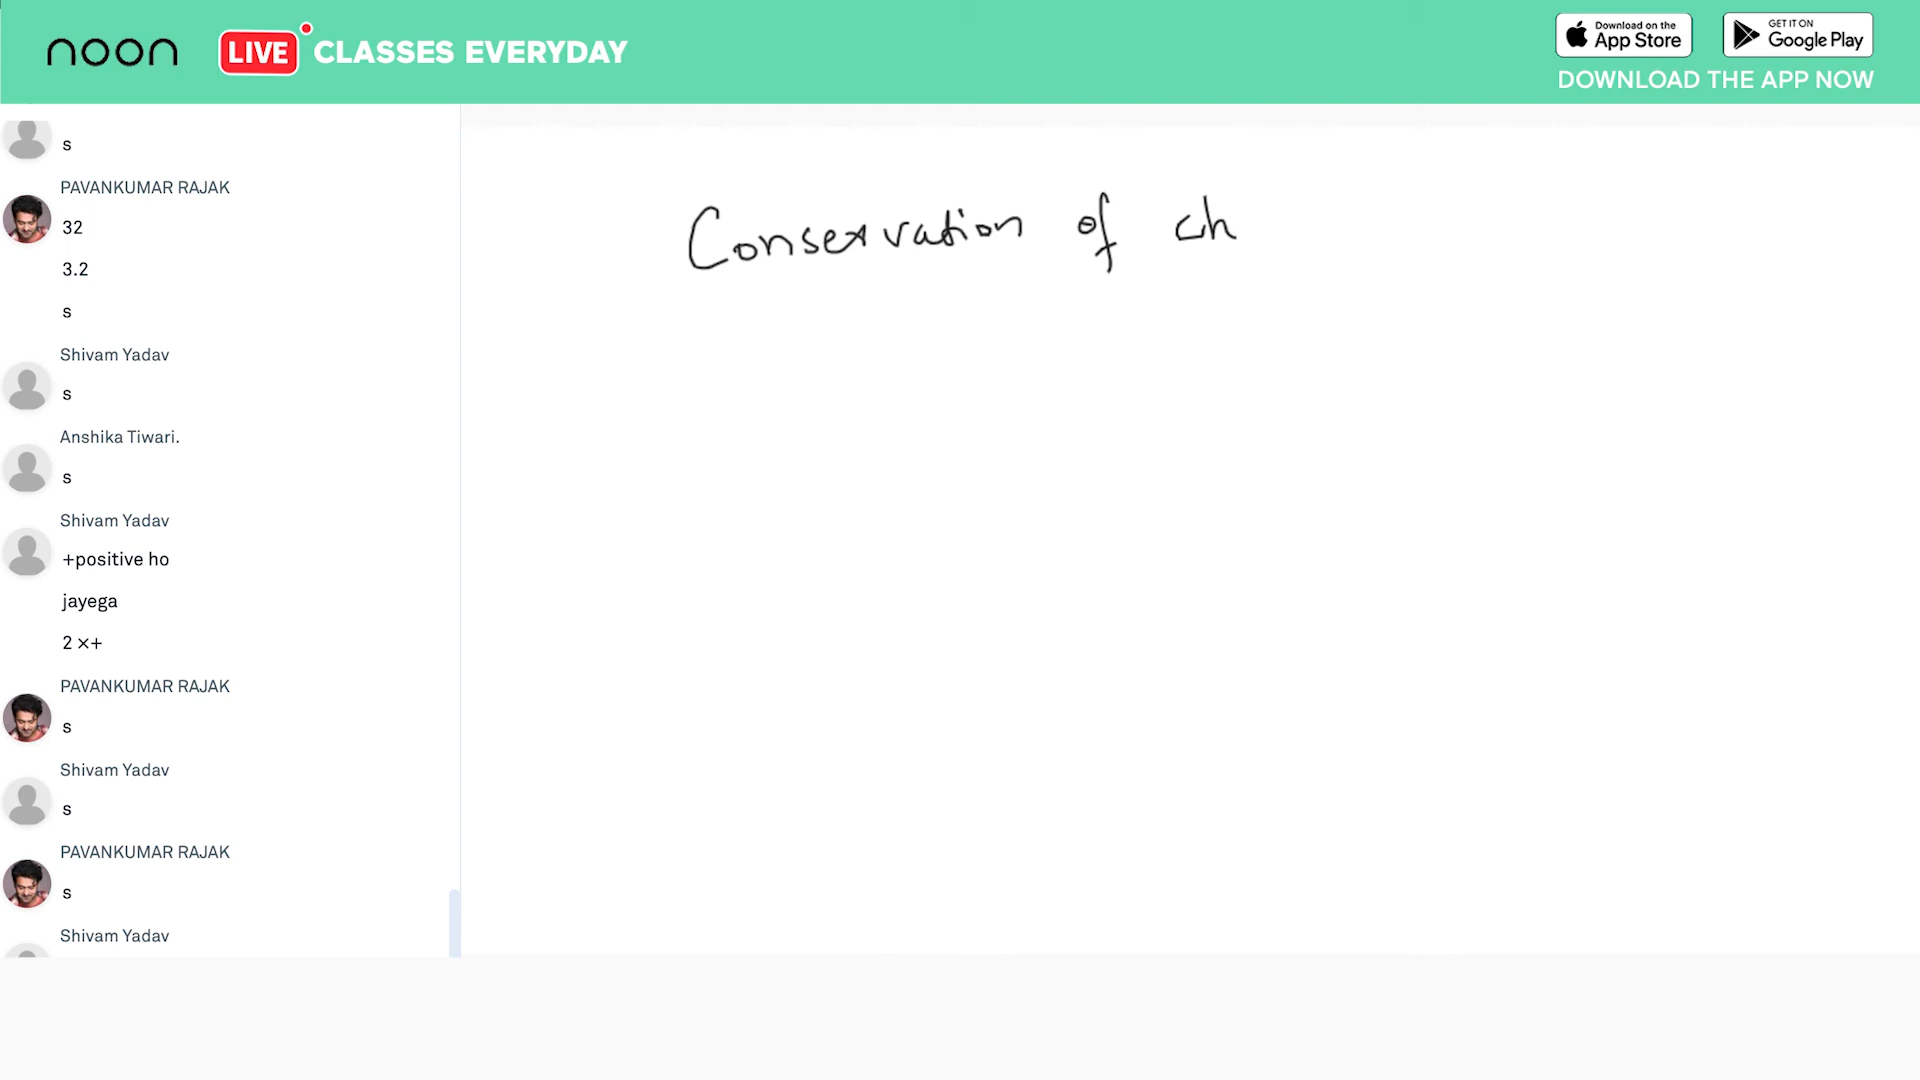 noon LIVE CLASSES EVERYDAY
Download on the App Store
GET IT ON Google Play
DOWNLOAD THE APP NOW
s
PAVANKUMAR RAJAK
32
3.2
s
Shivam Yadav
s
Anshika Tiwari.
s
Shivam Yadav
+positive ho
jayega
2 ×+
PAVANKUMAR RAJAK
s
Shivam Yadav
s
PAVANKUMAR RAJAK
s
Shivam Yadav
Conservation of ch